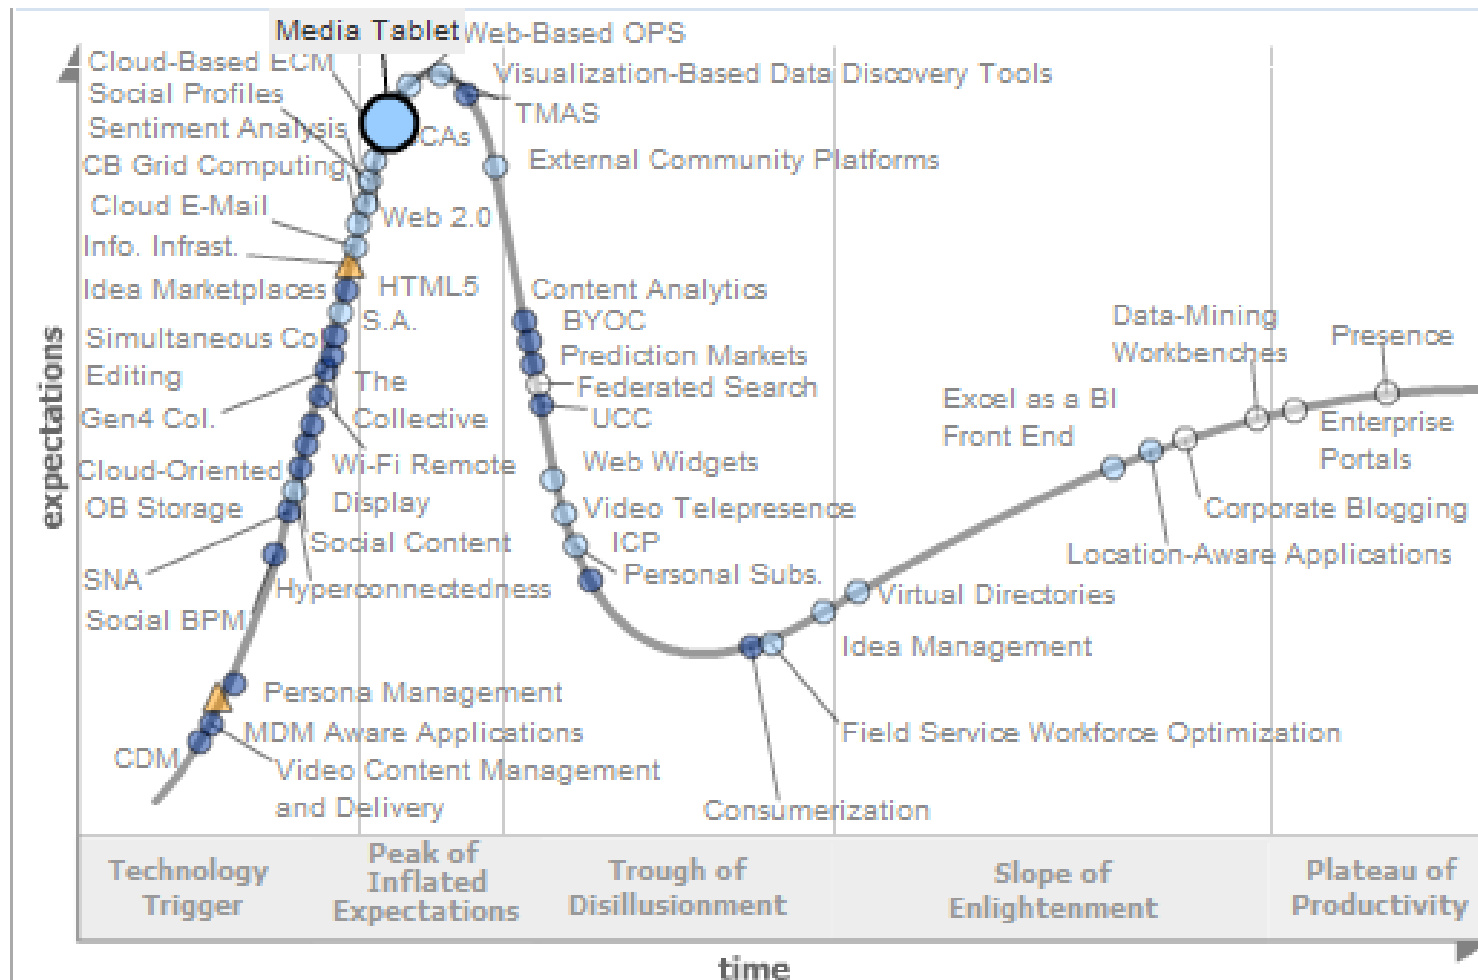 Media Tablet
Web-Based OPS
Cloud-Based ECM
Visualization-Based Data Discovery Tools
Social Profiles
TMAS
Sentiment Analysis
CAs
CB Grid Computing
External Community Platforms
Cloud E-Mail
Web 2.0
Info. Infrast.
Idea Marketplaces
HTML5
Content Analytics
S.A.
BYOC
Simultaneous Co
Editing
Prediction Markets
The
Collective
Federated Search
Gen4 Col.
UCC
Data-Mining
Workbenches
Presence
Excel as a BI
Front End
Enterprise
Portals
Cloud-Oriented
OB Storage
Wi-Fi Remote
Display
Web Widgets
Video Telepresence
Corporate Blogging
Social Content
ICP
Location-Aware Applications
SNA
Hyperconnectedness
Personal Subs.
Social BPM
Virtual Directories
Idea Management
Persona Management
MDM Aware Applications
Field Service Workforce Optimization
CDM
Video Content Management
and Delivery
Consumerization
expectations
Technology
Trigger
Peak of
Inflated
Expectations
Trough of
Disillusionment
Slope of
Enlightenment
Plateau of
Productivity
time